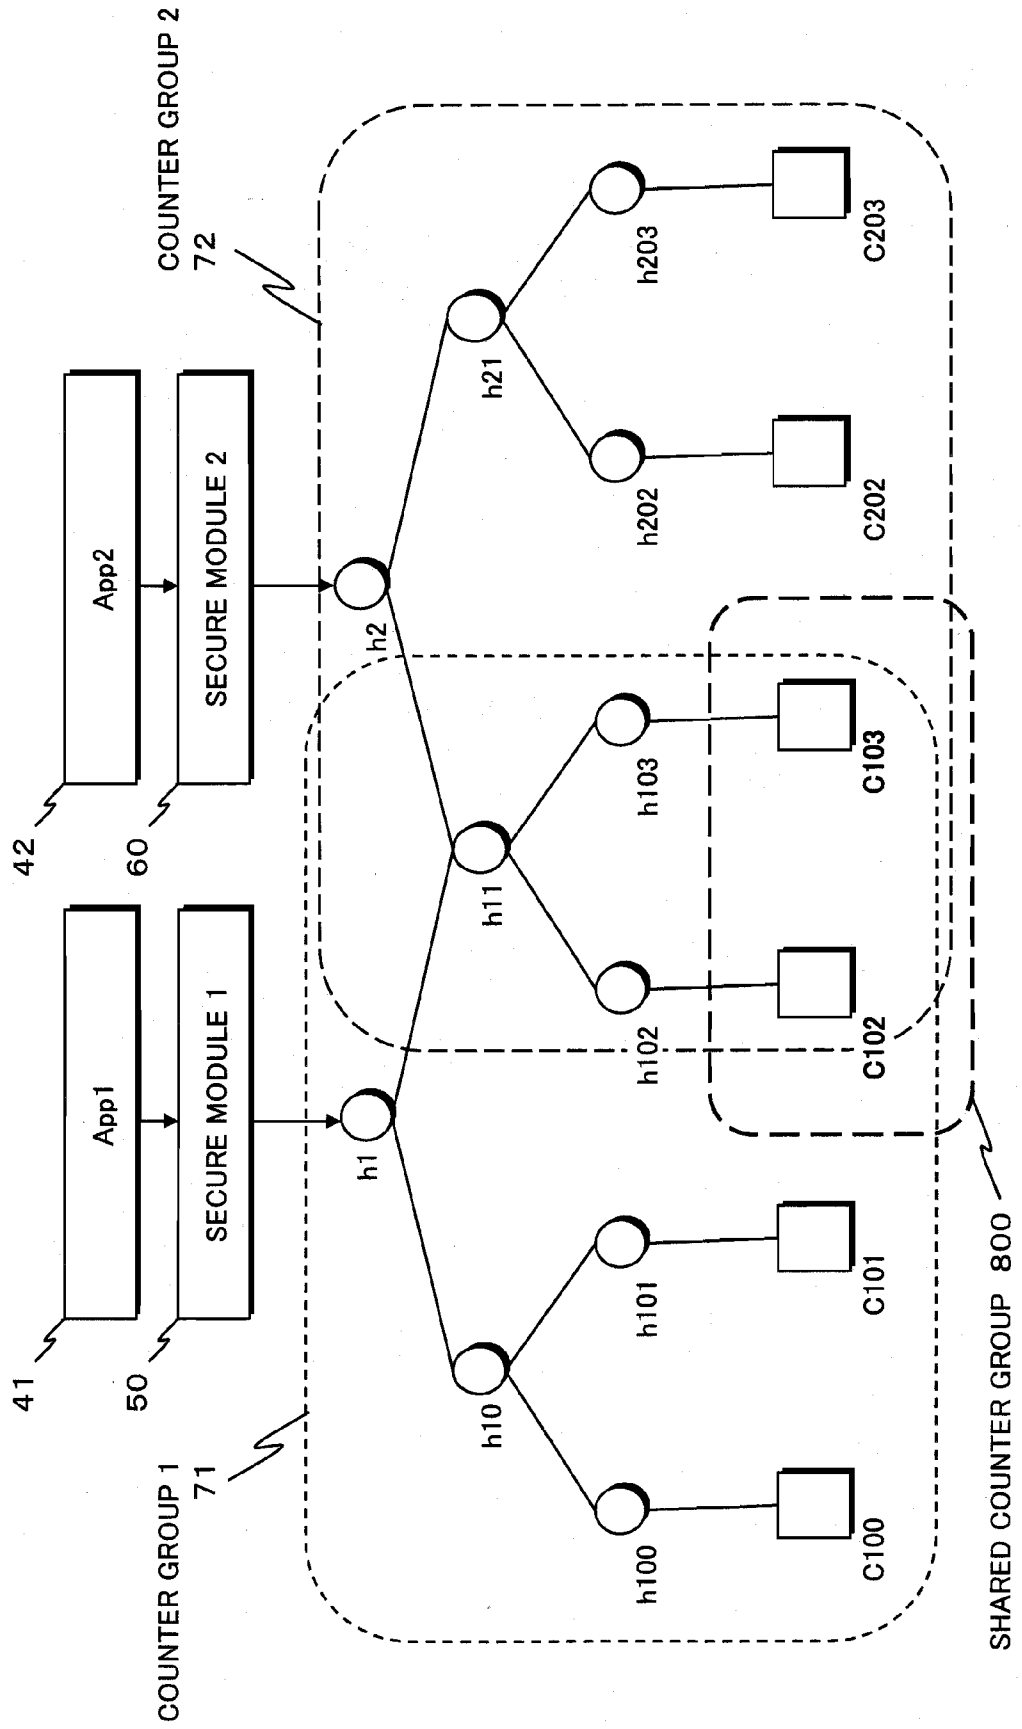 COUNTER GROUP 1
71
COUNTER GROUP 2
72
41
App1
42
App2
50
SECURE MODULE 1
60
SECURE MODULE 2
h1
h2
h10
h11
h21
h100
h101
h102
h103
h202
h203
C100
C101
C102
C103
C202
C203
SHARED COUNTER GROUP 800